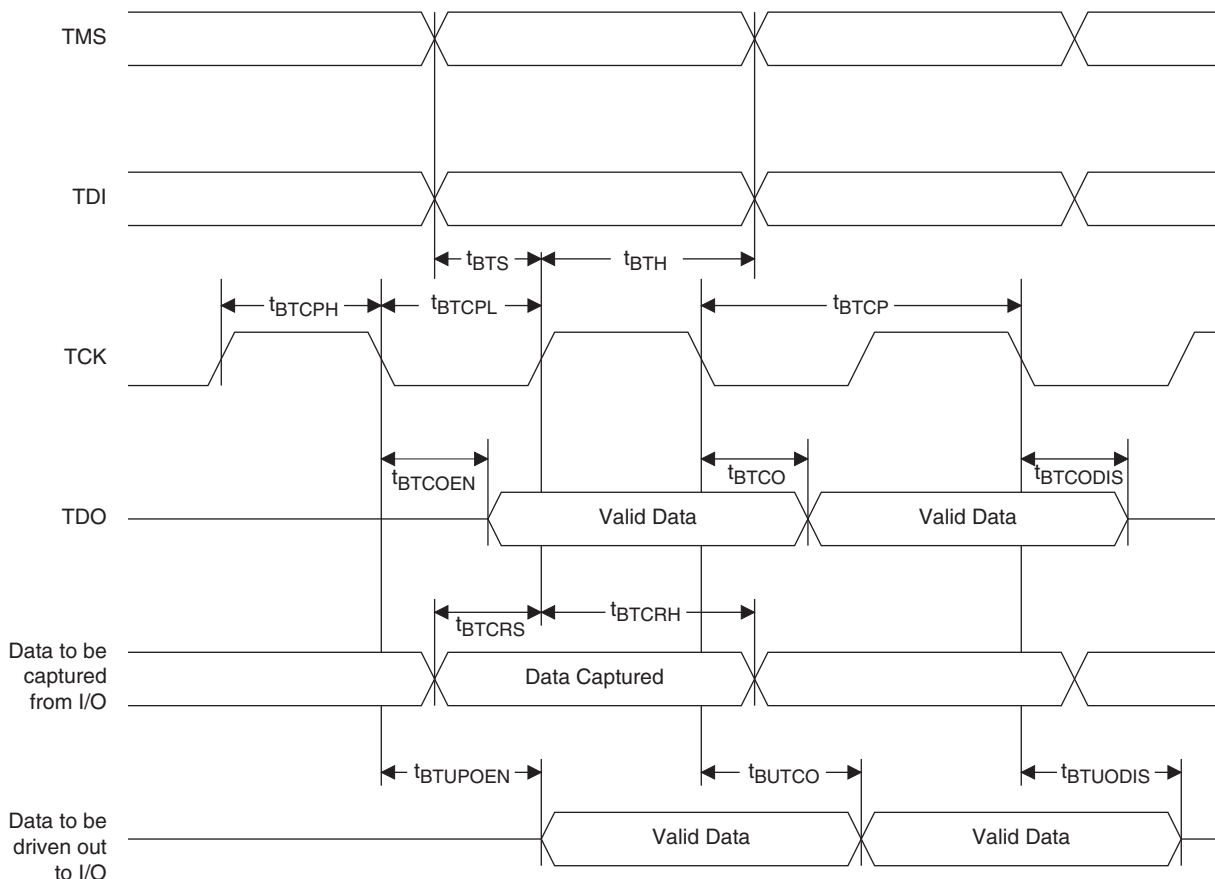 TMS
TDI
tBTS
tBTH
tBTCPH
tBTCPL
tBTCP
TCK
tBTCOEN
tBTCO
tBTCODIS
TDO
Valid Data
Valid Data
tBTCRS
tBTCRH
Data to be
captured
from I/O
Data Captured
tBTUPOEN
tBUTCO
tBTUODIS
Data to be
driven out
to I/O
Valid Data
Valid Data